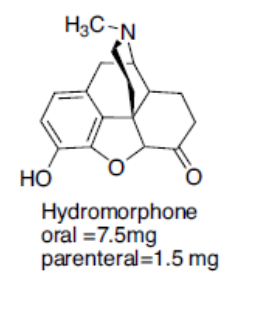 H₃C-N
HO
O
O
Hydromorphone
oral =7.5mg
parenteral=1.5 mg